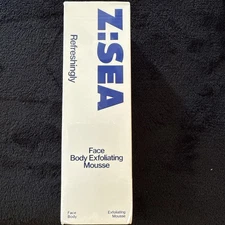 Z:SEA
Refreshingly
Face
Body Exfoliating
Mousse
Face
Body
Exfoliating
Mousse